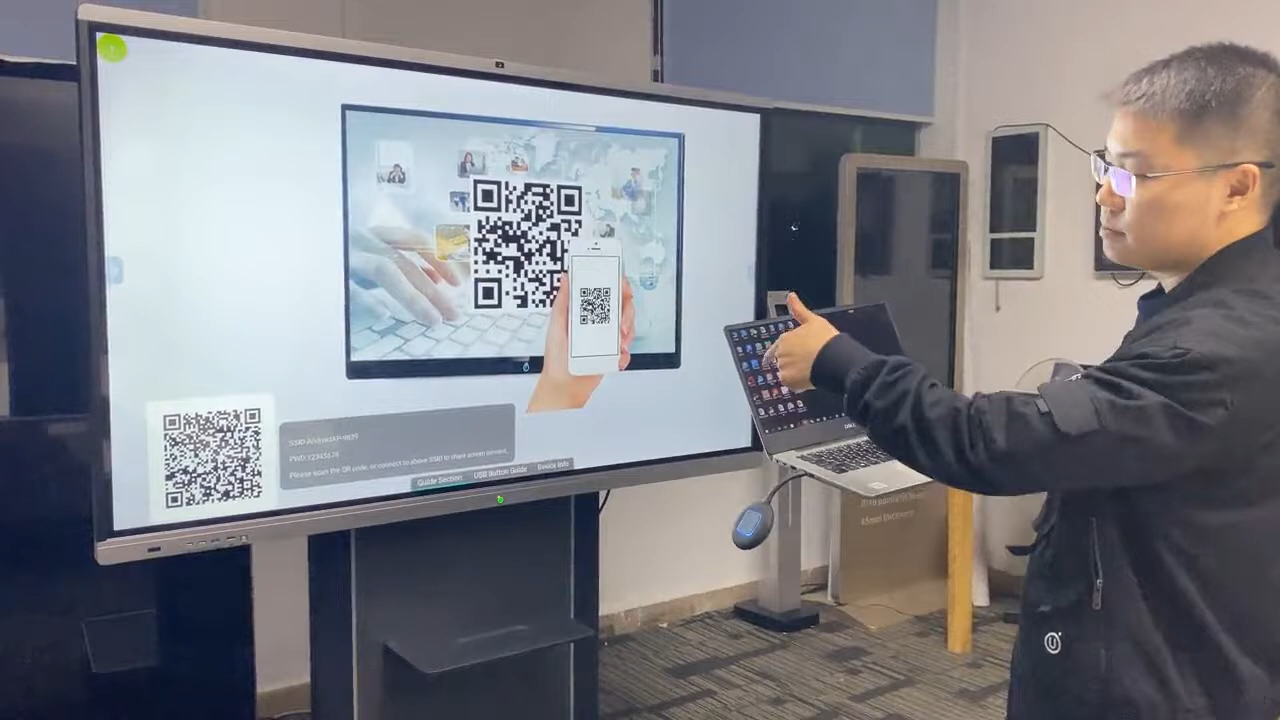 SSID:AndroidAP-9839
PWD:12345678
Please scan the QR code, or connect to above SSID to share screen content.
Guide Section
USB Button Guide
Device Info